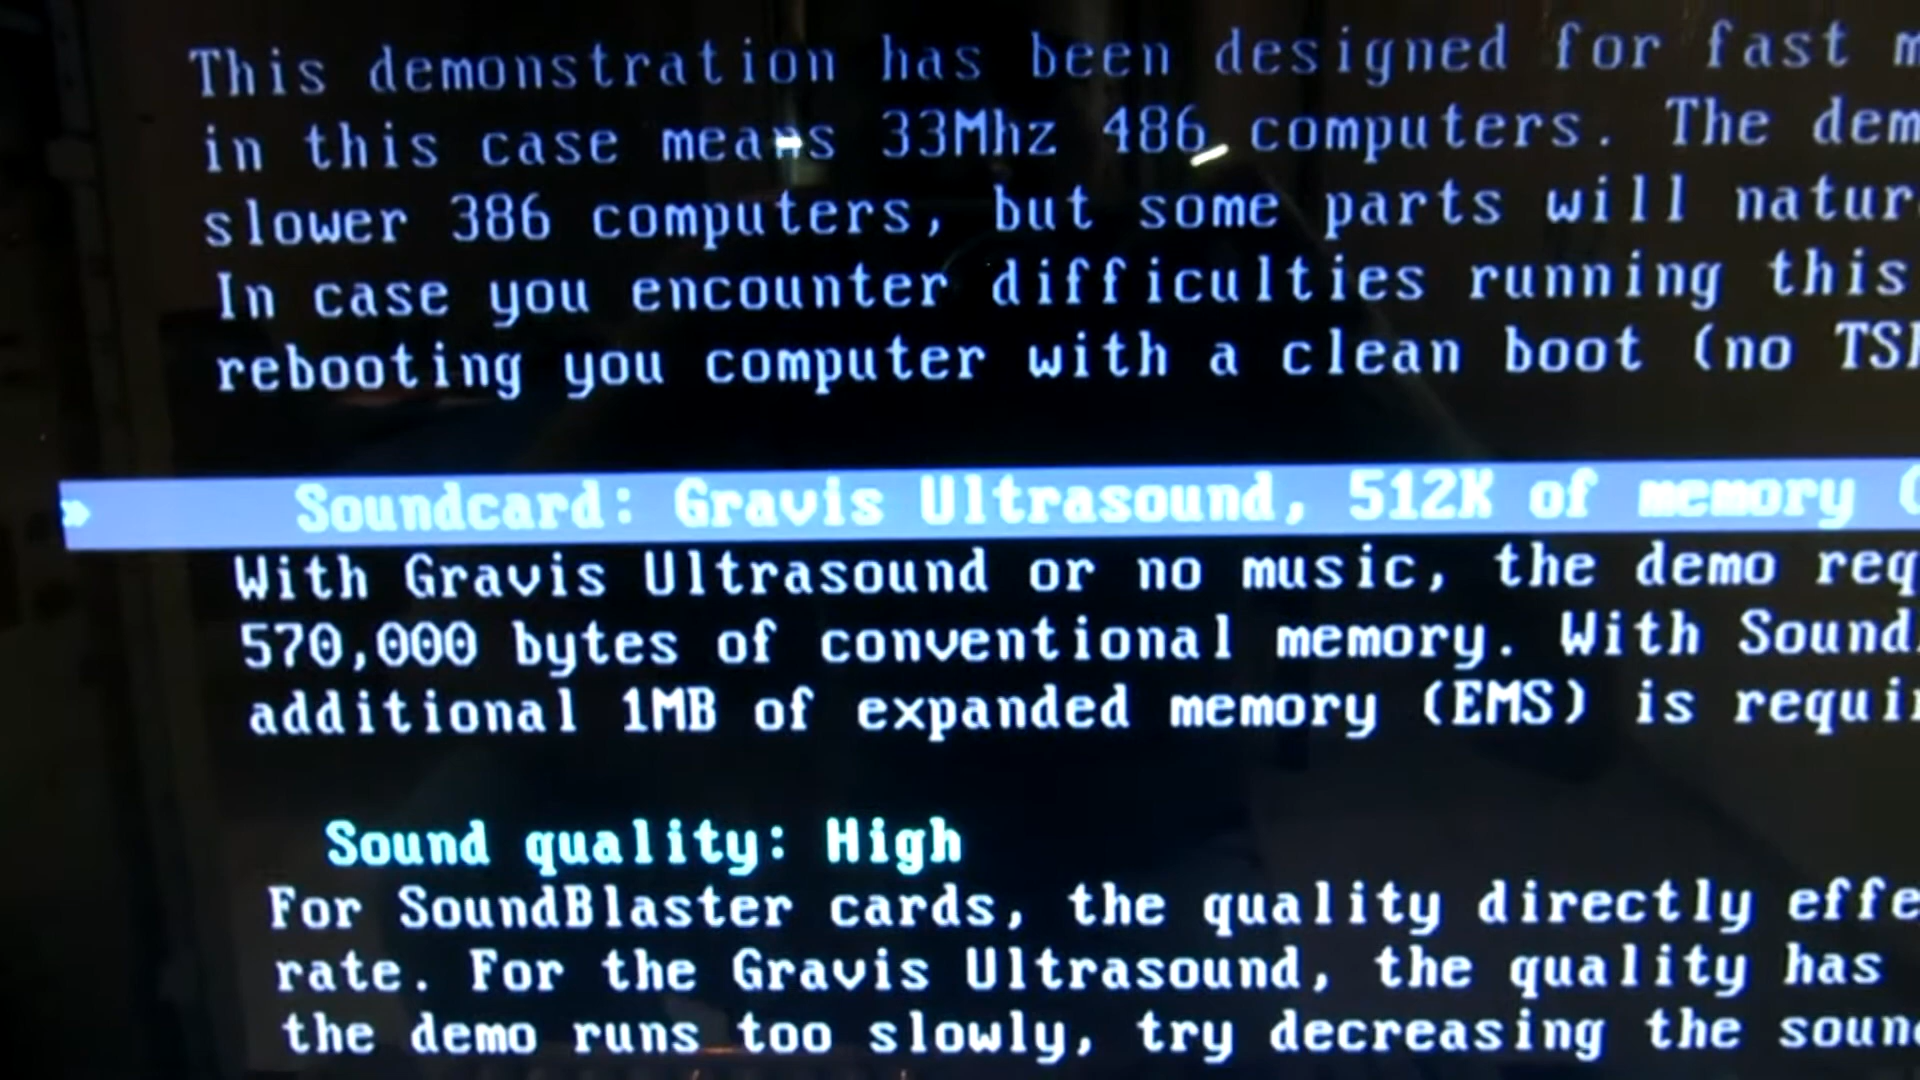 This demonstration has been designed for fast
in this case means 33Mhz 486 computers. The
slower 386 computers, but some parts will
In case you encounter difficulties running this
rebooting you computer with a clean boot (no
» Soundcard: Gravis Ultrasound, 512K of memory
With Gravis Ultrasound or no music, the demo
570,000 bytes of conventional memory. With
additional 1MB of expanded memory (EMS) is
Sound quality: High
For SoundBlaster cards, the quality directly
rate. For the Gravis Ultrasound, the quality has
the demo runs too slowly, try decreasing the